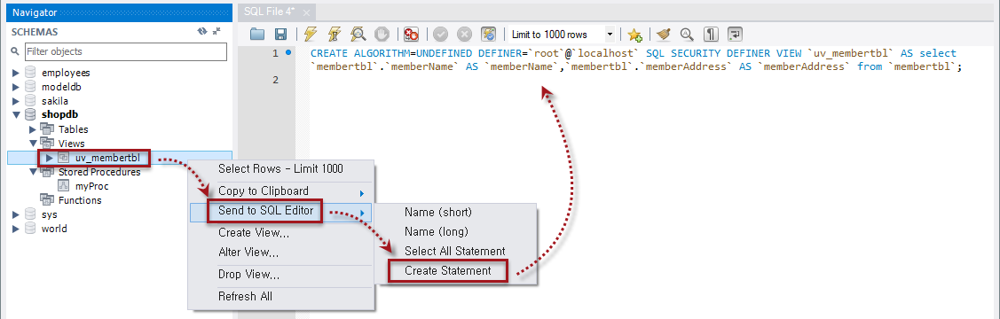 Navigator
SCHEMAS
Filter objects
employees
modeldb
sakila
shopdb
Tables
Views
uv_membertbl
Stored Procedures
myProc
Functions
sys
world
Select Rows - Limit 1000
Copy to Clipboard
Send to SQL Editor
Create View...
Alter View...
Drop View...
Refresh All
Name (short)
Name (long)
Select All Statement
Create Statement
SQL File 4*
Limit to 1000 rows
1 CREATE ALGORITHM=UNDEFINED DEFINER=`root`@`localhost` SQL SECURITY DEFINER VIEW `uv_membertbl` AS select
`membertbl`.`memberName` AS `memberName`,`membertbl`.`memberAddress` AS `memberAddress` from `membertbl`;
2